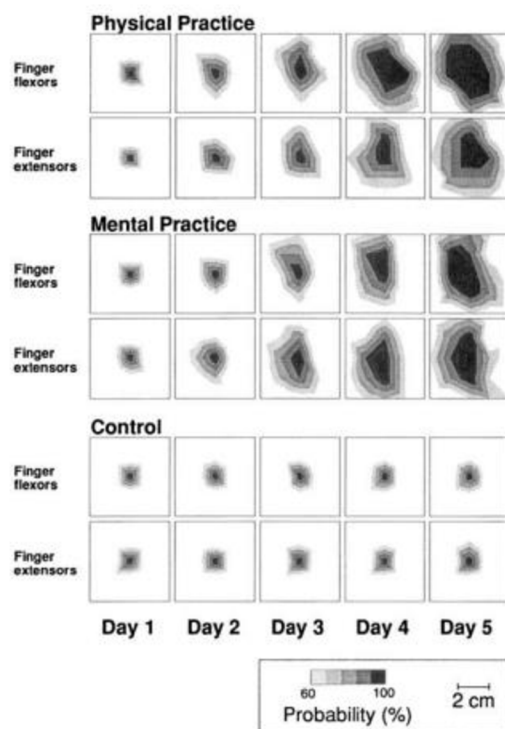 Physical Practice
Finger
flexors
Finger
extensors
Mental Practice
Finger
flexors
Finger
extensors
Control
Finger
flexors
Finger
extensors
Day 1 Day 2 Day 3 Day 4 Day 5
60 100
Probability (%)
2 cm